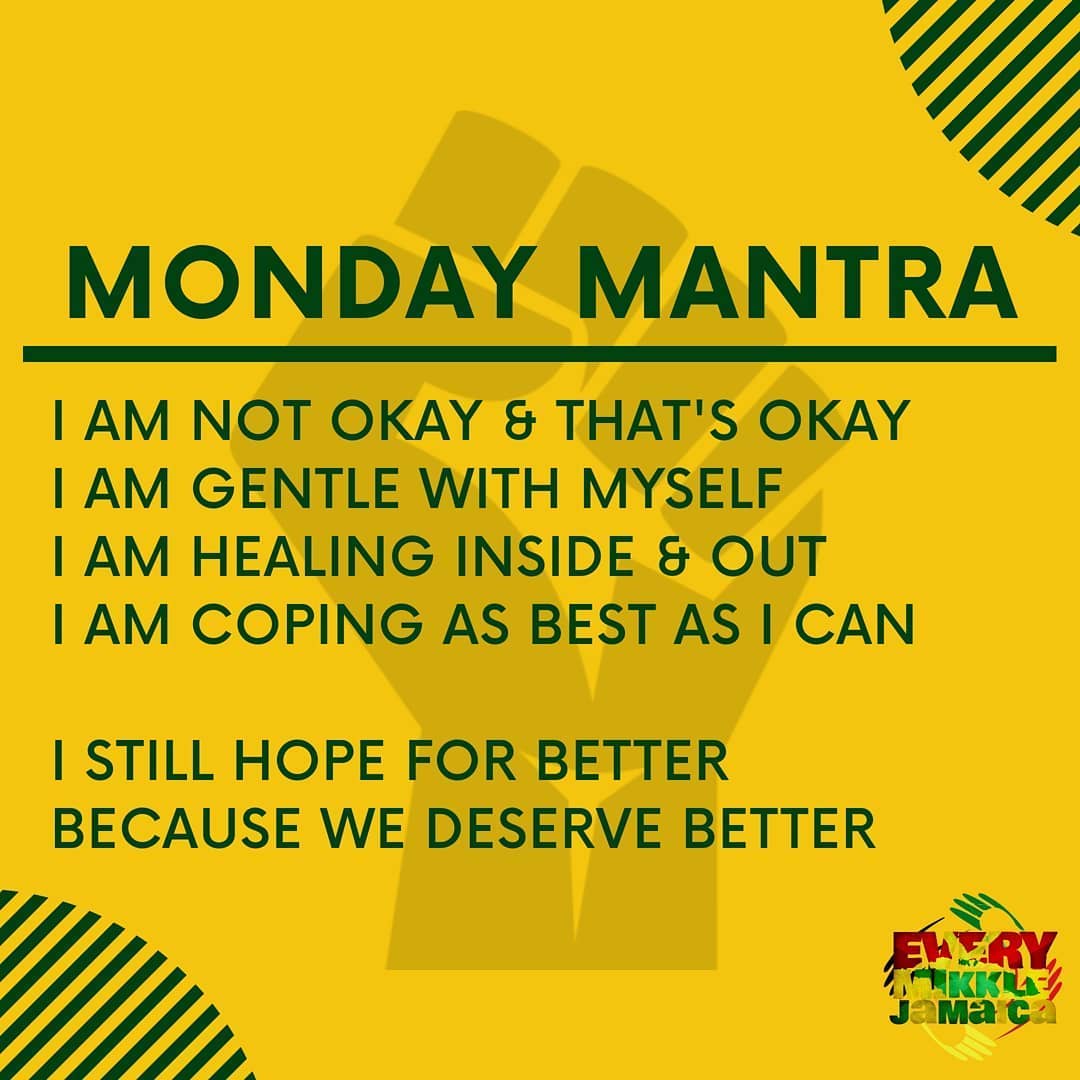 MONDAY MANTRA
I AM NOT OKAY & THAT'S OKAY
I AM GENTLE WITH MYSELF
I AM HEALING INSIDE & OUT
I AM COPING AS BEST AS I CAN
I STILL HOPE FOR BETTER
BECAUSE WE DESERVE BETTER
EVERY
MIKKLE
JaMaica